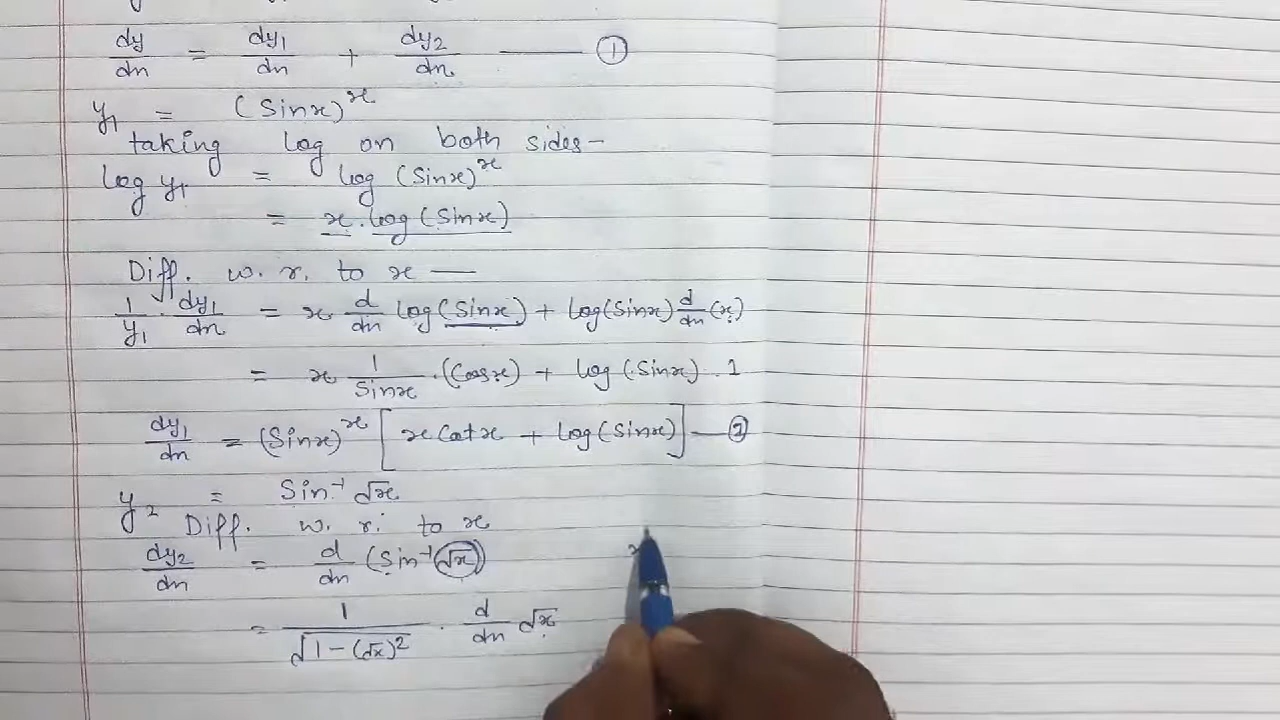 dy/dx = dy₁/dx + dy₂/dx — ①
y₁ = (Sinx)^x
taking log on both sides-
log y₁ = log (Sinx)^x
= x . log (Sinx)
Diff. w. r. to x —
1/y₁ . dy₁/dx = x d/dx log (Sinx) + log(Sinx) d/dx (x)
= x 1/Sinx . (Cosx) + log (Sinx) . 1
dy₁/dx = (Sinx)^x [x Cotx + log (Sinx)] — ②
y₂ = Sin⁻¹ √x
Diff. w. r. to x
dy₂/dx = d/dx (Sin⁻¹ √x)
= 1/√(1 - (√x)²) . d/dx √x